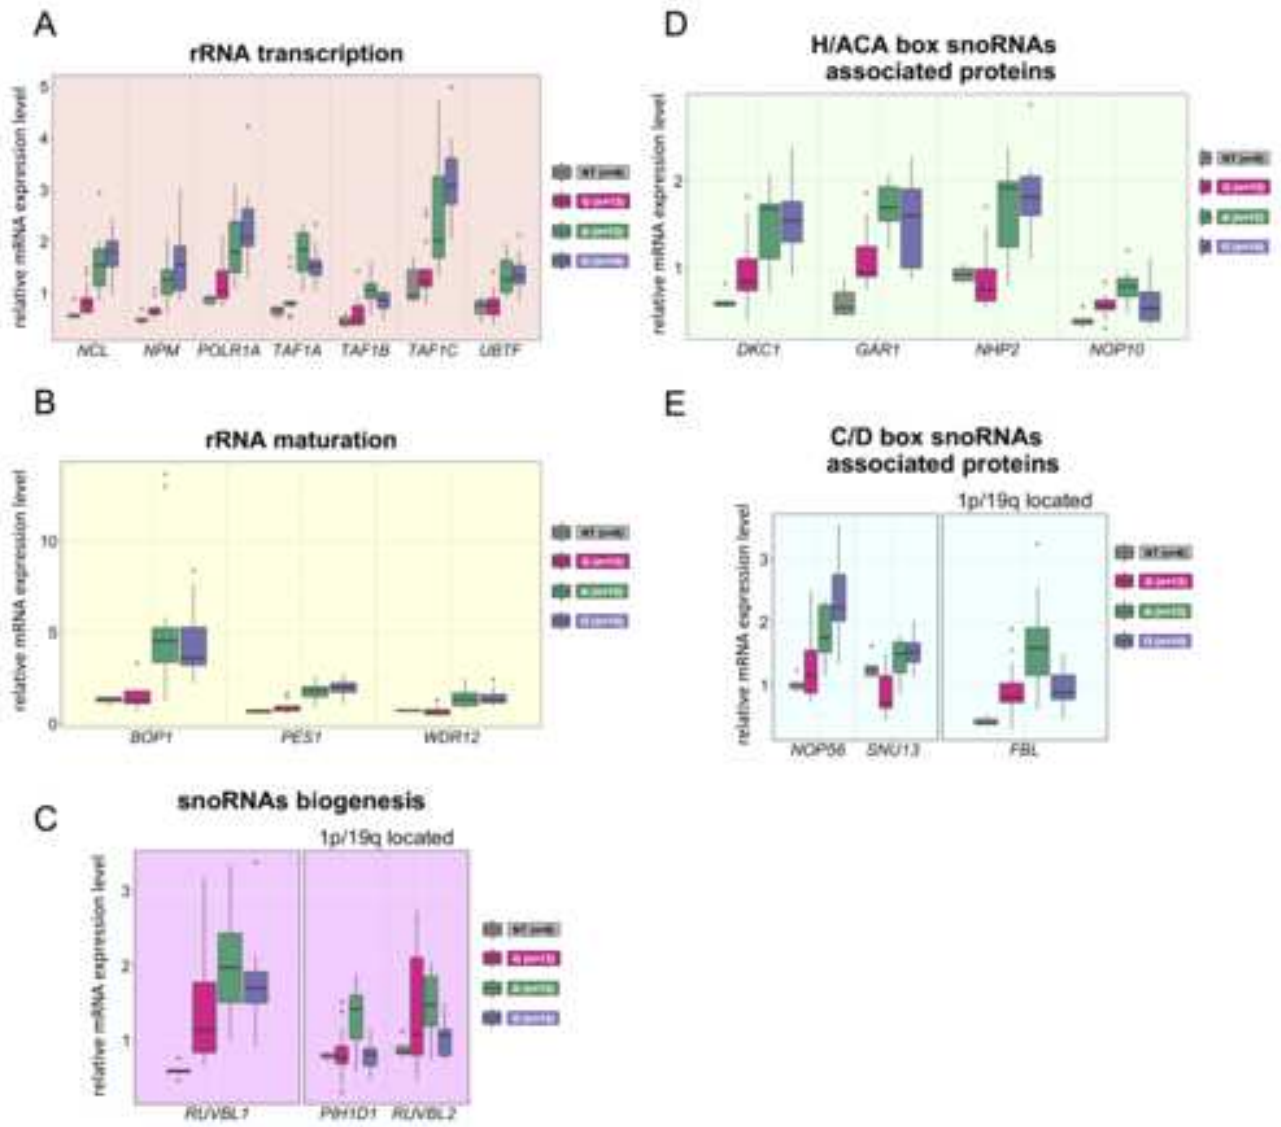 A
rRNA transcription
relative mRNA expression level
5
4
3
2
1
NCL NPM POLR1A TAF1A TAF1B TAF1C UBTF
B
rRNA maturation
relative mRNA expression level
10
5
0
BOP1 PES1 WDR12
C
snoRNAs biogenesis
1p/19q located
relative mRNA expression level
3
2
1
RUVBL1 PIH1D1 RUVBL2
D
H/ACA box snoRNAs
associated proteins
relative mRNA expression level
2
1
DKC1 GAR1 NHP2 NOP10
E
C/D box snoRNAs
associated proteins
1p/19q located
relative mRNA expression level
3
2
1
NOP56 SNU13 FBL